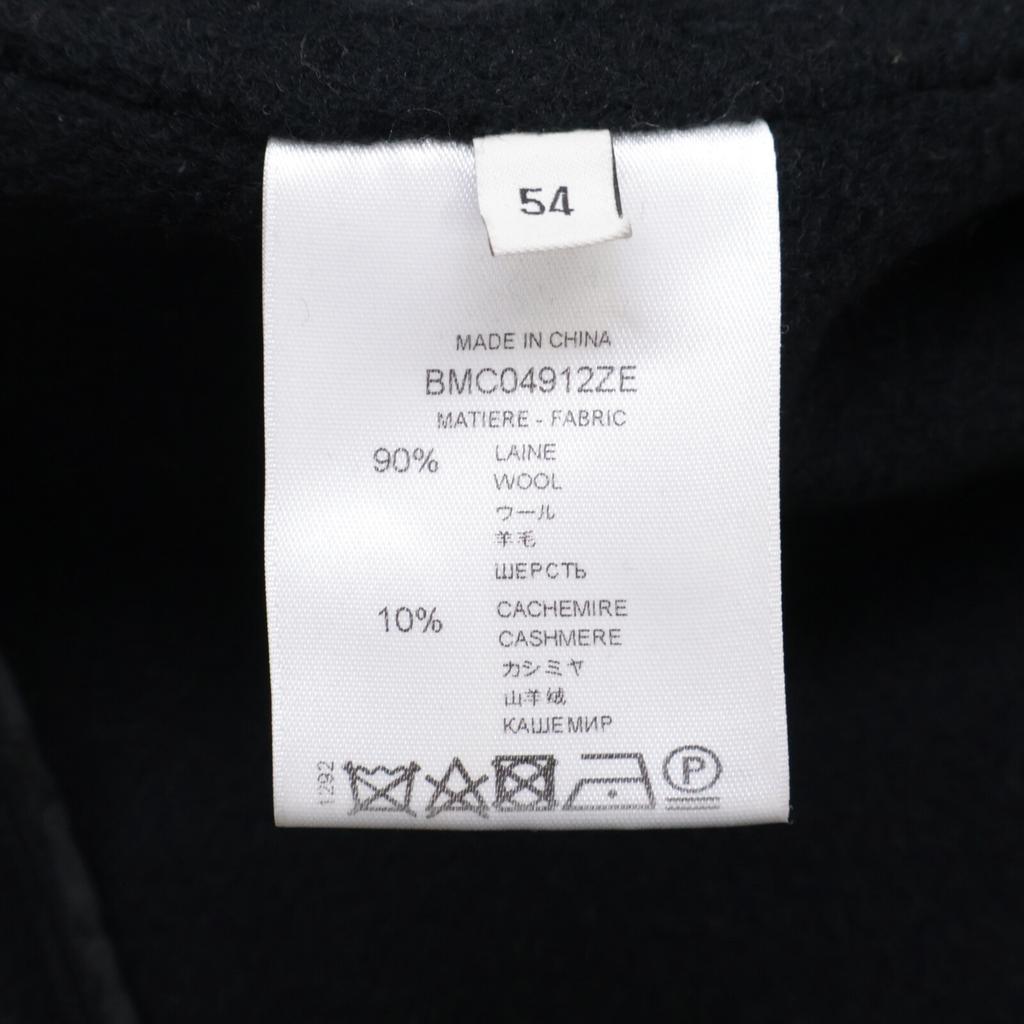 54
MADE IN CHINA
BMC04912ZE
MATIERE - FABRIC
90% LAINE
WOOL
ウール
羊毛
ШЕРСТЬ
10% CACHEMIRE
CASHMERE
カシミヤ
山羊绒
КАШЕМИР
1292
P